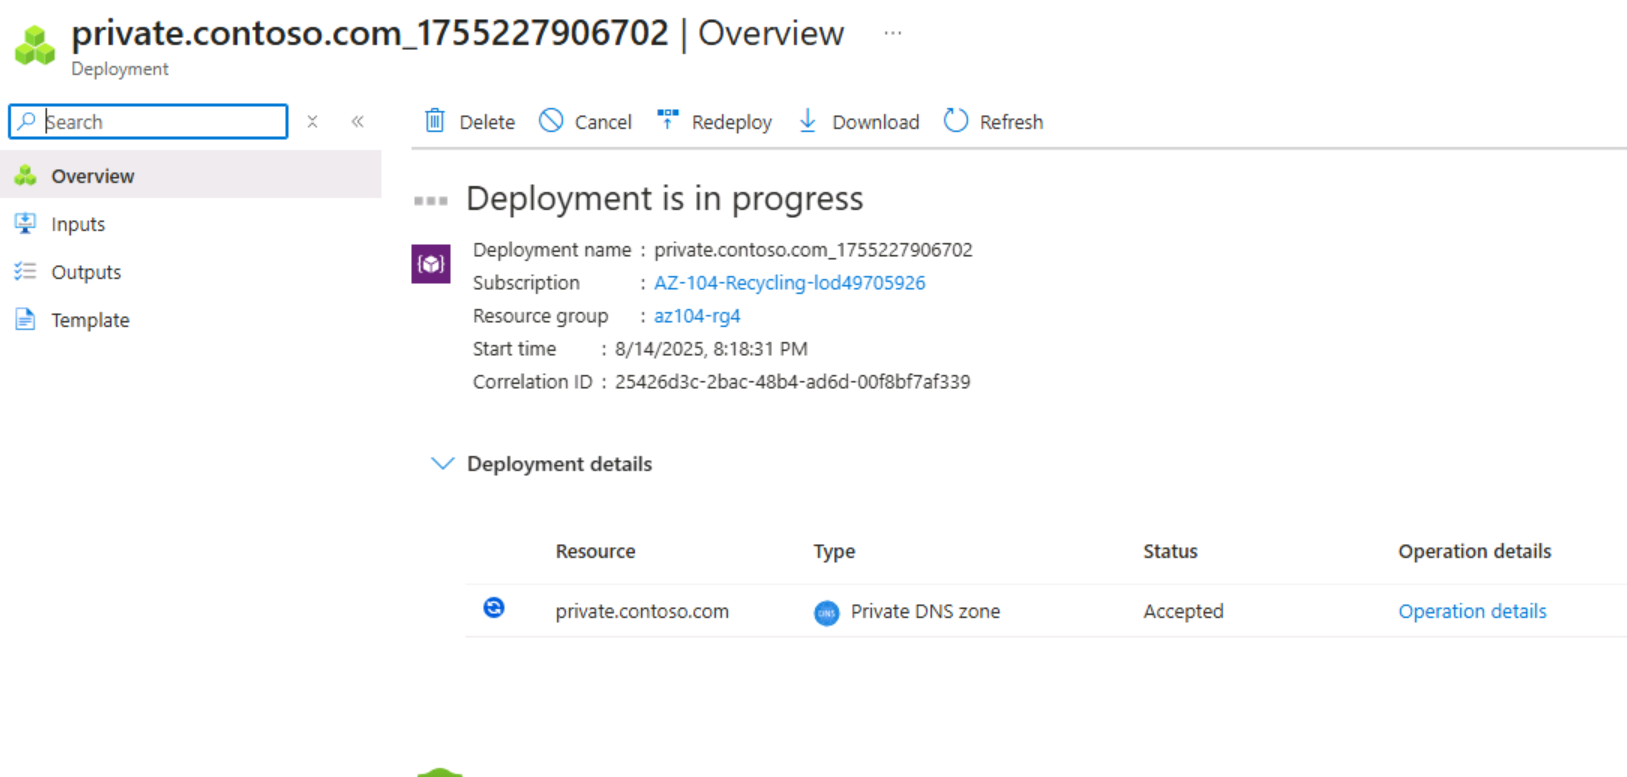 private.contoso.com_1755227906702 | Overview ...
Deployment
Search
Delete Cancel Redeploy Download Refresh
Overview
Inputs
Outputs
Template
Deployment is in progress
Deployment name : private.contoso.com_1755227906702
Subscription : AZ-104-Recycling-lod49705926
Resource group : az104-rg4
Start time : 8/14/2025, 8:18:31 PM
Correlation ID : 25426d3c-2bac-48b4-ad6d-00f8bf7af339
Deployment details
Resource Type Status Operation details
private.contoso.com DNS Private DNS zone Accepted Operation details